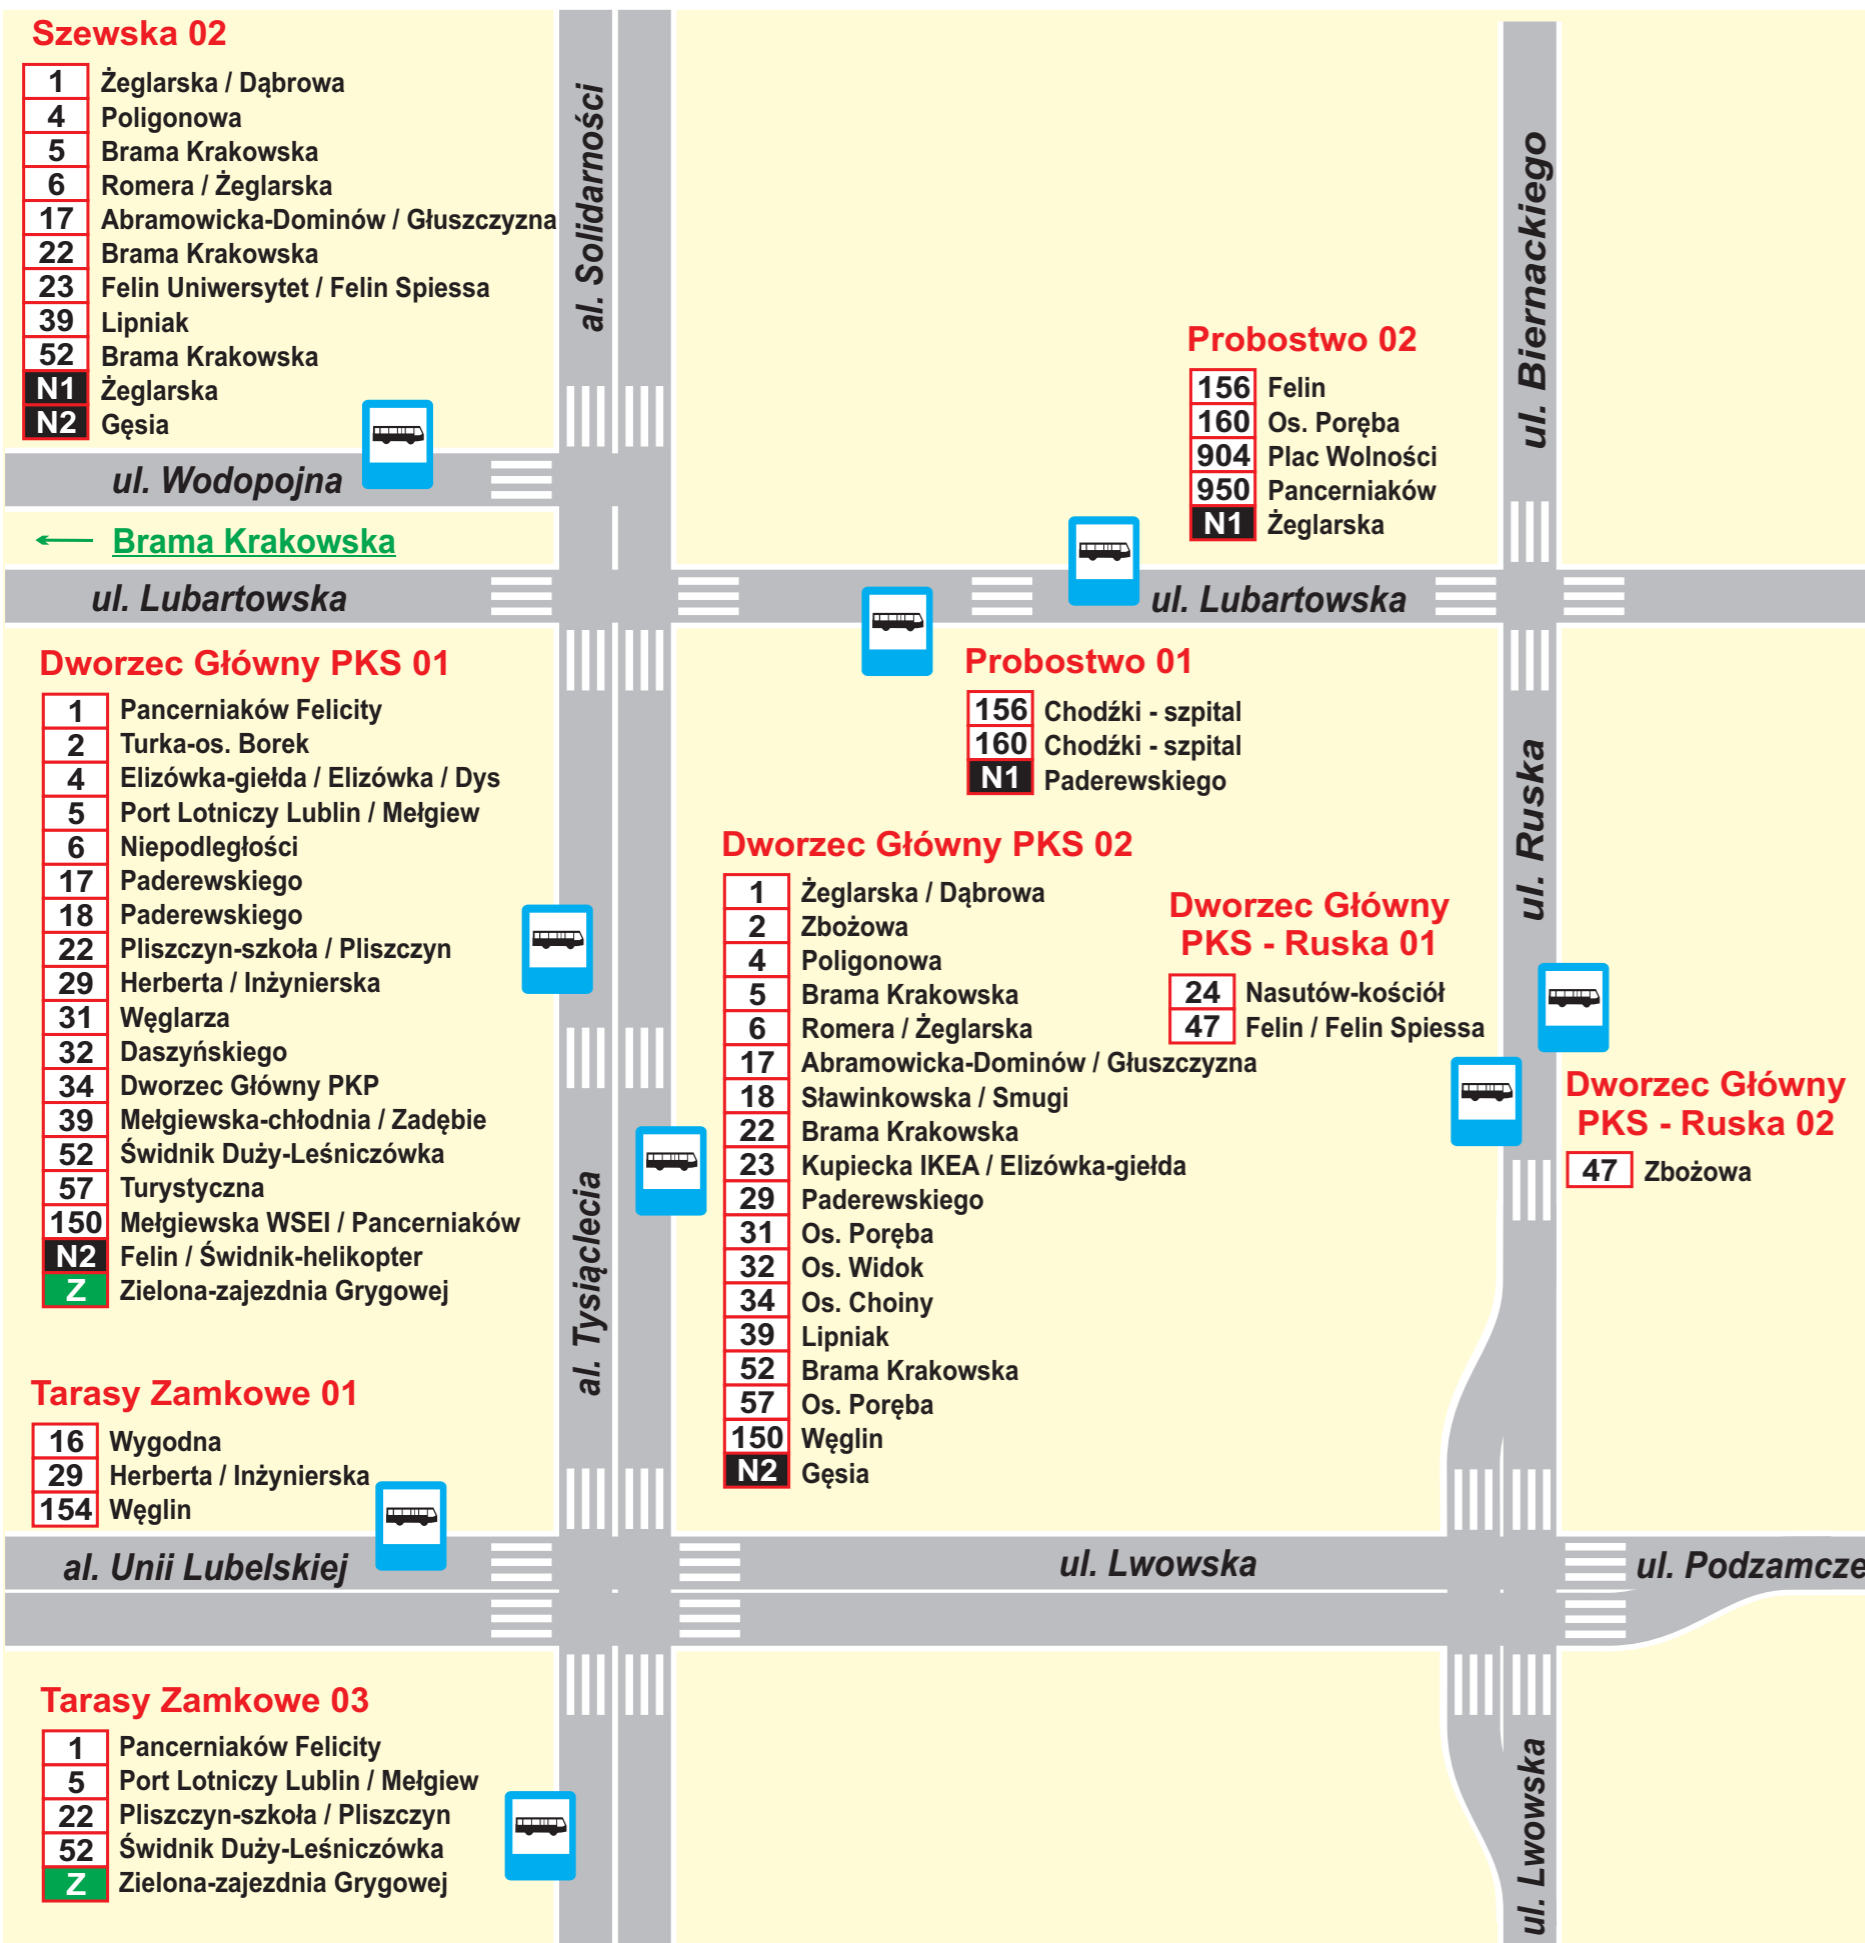 Szewska 02
1 Żeglarska / Dąbrowa
4 Poligonowa
5 Brama Krakowska
6 Romera / Żeglarska
17 Abramowicka-Dominów / Głuszczyzna
22 Brama Krakowska
23 Felin Uniwersytet / Felin Spiessa
39 Lipniak
52 Brama Krakowska
N1 Żeglarska
N2 Gęsia
al. Solidarności
ul. Biernackiego
ul. Wodopojna
← Brama Krakowska
ul. Lubartowska
Probostwo 02
156 Felin
160 Os. Poręba
904 Plac Wolności
950 Pancerniaków
N1 Żeglarska
ul. Lubartowska
Probostwo 01
156 Chodźki - szpital
160 Chodźki - szpital
N1 Paderewskiego
Dworzec Główny PKS 01
1 Pancerniaków Felicity
2 Turka-os. Borek
4 Elizówka-giełda / Elizówka / Dys
5 Port Lotniczy Lublin / Mełgiew
6 Niepodległości
17 Paderewskiego
18 Paderewskiego
22 Pliszczyn-szkoła / Pliszczyn
29 Herberta / Inżynierska
31 Węglarza
32 Daszyńskiego
34 Dworzec Główny PKP
39 Mełgiewska-chłodnia / Zadębie
52 Świdnik Duży-Leśniczówka
57 Turystyczna
150 Mełgiewska WSEI / Pancerniaków
N2 Felin / Świdnik-helikopter
Z Zielona-zajezdnia Grygowej
al. Tysiąclecia
Dworzec Główny PKS 02
1 Żeglarska / Dąbrowa
2 Zbożowa
4 Poligonowa
5 Brama Krakowska
6 Romera / Żeglarska
17 Abramowicka-Dominów / Głuszczyzna
18 Sławinkowska / Smugi
22 Brama Krakowska
23 Kupiecka IKEA / Elizówka-giełda
29 Paderewskiego
31 Os. Poręba
32 Os. Widok
34 Os. Choiny
39 Lipniak
52 Brama Krakowska
57 Os. Poręba
150 Węglin
N2 Gęsia
ul. Ruska
Dworzec Główny
PKS - Ruska 01
24 Nasutów-kościół
47 Felin / Felin Spiessa
Dworzec Główny
PKS - Ruska 02
47 Zbożowa
Tarasy Zamkowe 01
16 Wygodna
29 Herberta / Inżynierska
154 Węglin
al. Unii Lubelskiej
ul. Lwowska
ul. Podzamcze
Tarasy Zamkowe 03
1 Pancerniaków Felicity
5 Port Lotniczy Lublin / Mełgiew
22 Pliszczyn-szkoła / Pliszczyn
52 Świdnik Duży-Leśniczówka
Z Zielona-zajezdnia Grygowej
ul. Lwowska